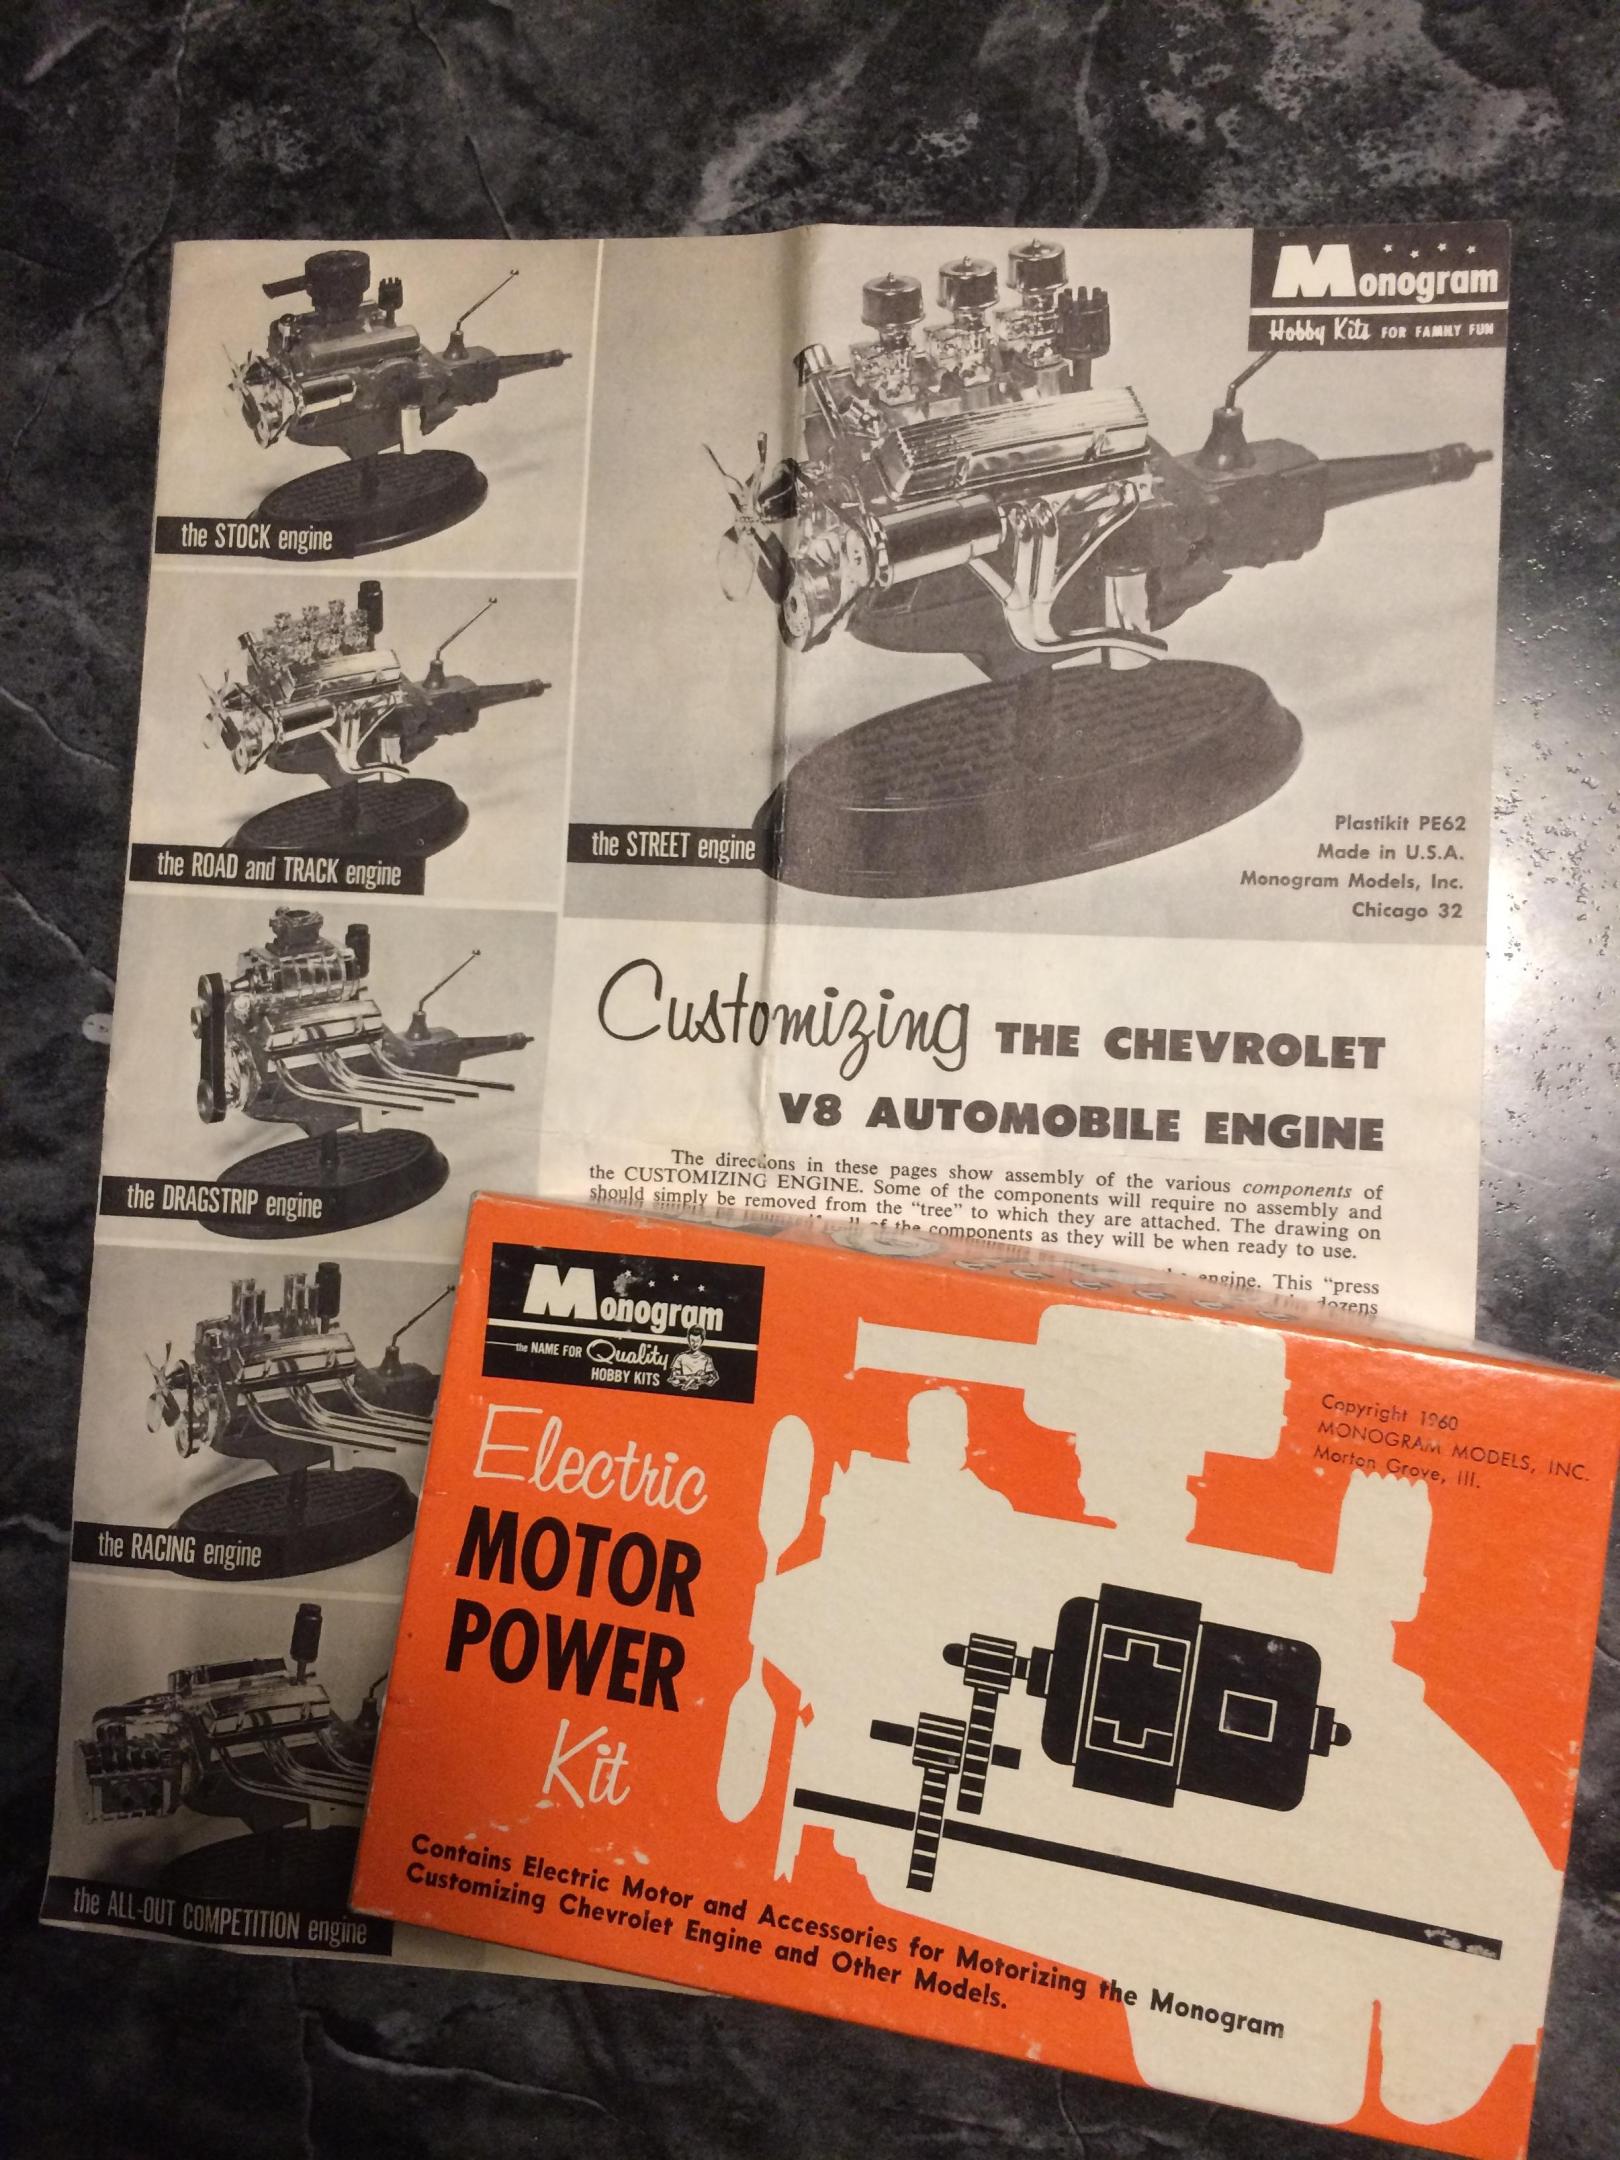 Monogram
Hobby Kits FOR FAMILY FUN
the STOCK engine
the ROAD and TRACK engine
the DRAGSTRIP engine
the RACING engine
the ALL-OUT COMPETITION engine
the STREET engine
Plastikit PE62
Made in U.S.A.
Monogram Models, Inc.
Chicago 32
Customizing THE CHEVROLET
V8 AUTOMOBILE ENGINE
The directions in these pages show assembly of the various components of
the CUSTOMIZING ENGINE. Some of the components will require no assembly and
should simply be removed from the "tree" to which they are attached. The drawing on
of the components as they will be when ready to use.
engine. This "press
dozens
Monogram
the NAME FOR Quality
HOBBY KITS
Electric
MOTOR
POWER
Kit
Copyright 1960
MONOGRAM MODELS, INC.
Morton Grove, Ill.
Contains Electric Motor and Accessories for Motorizing the Monogram
Customizing Chevrolet Engine and Other Models.